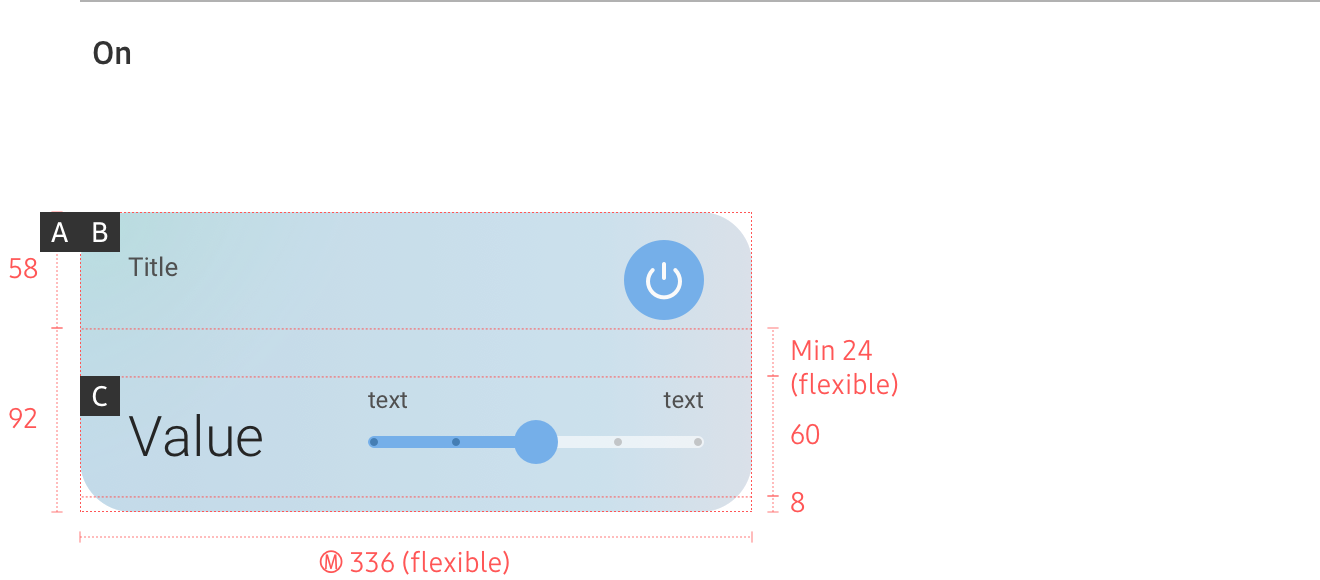 On
A B
58
Title
Min 24
(flexible)
C
text text
92
Value
60
8
Ⓜ 336 (flexible)